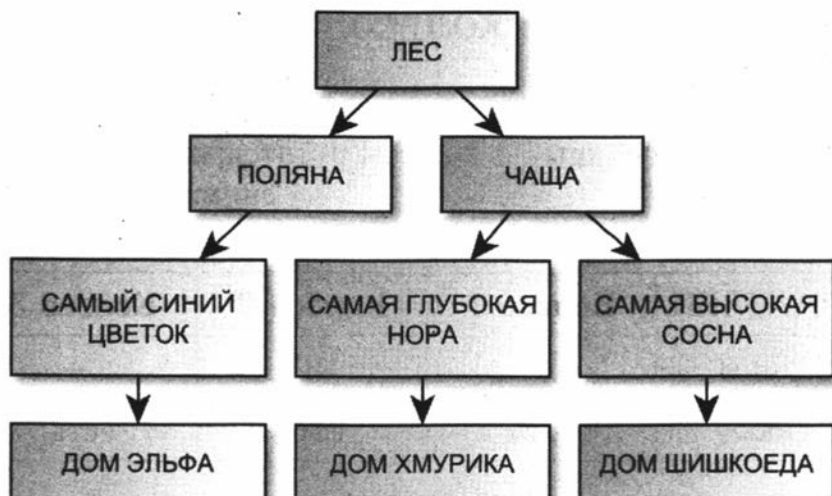 ЛЕС
ПОЛЯНА
ЧАЩА
САМЫЙ СИНИЙ
ЦВЕТОК
САМАЯ ГЛУБОКАЯ
НОРА
САМАЯ ВЫСОКАЯ
СОСНА
ДОМ ЭЛЬФА
ДОМ ХМУРИКА
ДОМ ШИШКОЕДА